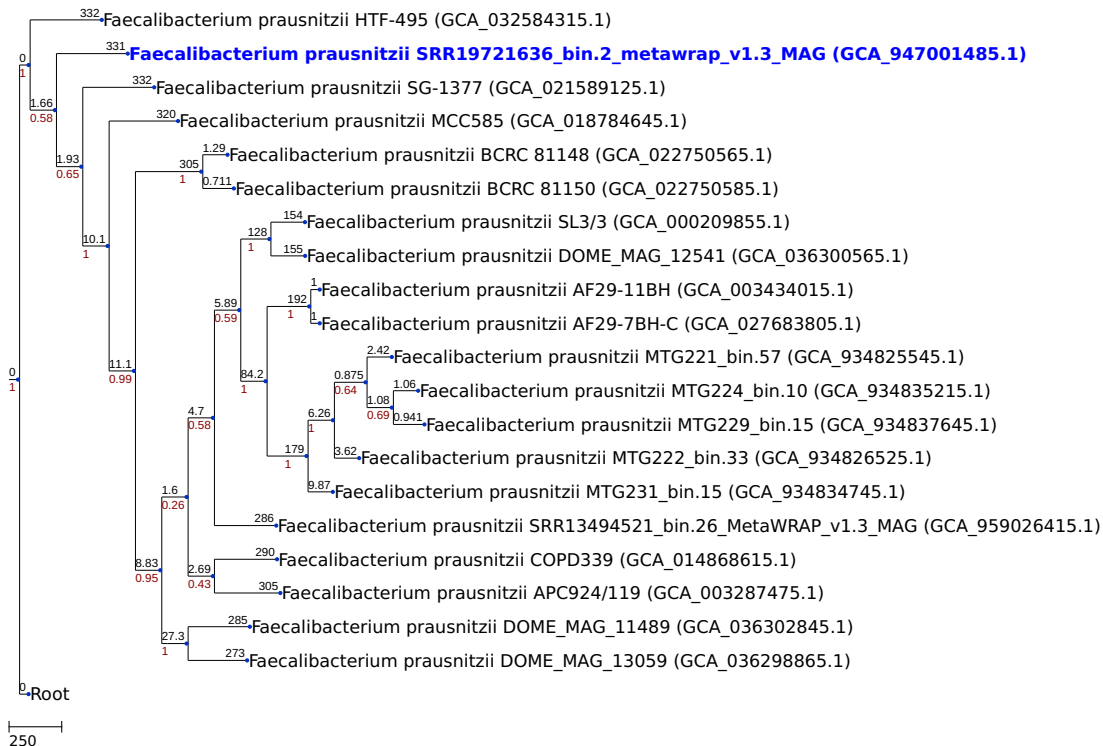 332 Faecalibacterium prausnitzii HTF-495 (GCA_032584315.1)
0
1
331 Faecalibacterium prausnitzii SRR19721636_bin.2_metawrap_v1.3_MAG (GCA_947001485.1)
332 Faecalibacterium prausnitzii SG-1377 (GCA_021589125.1)
1.66
0.58
320 Faecalibacterium prausnitzii MCC585 (GCA_018784645.1)
1.29 Faecalibacterium prausnitzii BCRC 81148 (GCA_022750565.1)
1.93
0.65
305
1
0.711 Faecalibacterium prausnitzii BCRC 81150 (GCA_022750585.1)
154 Faecalibacterium prausnitzii SL3/3 (GCA_000209855.1)
128
1
10.1
1
155 Faecalibacterium prausnitzii DOME_MAG_12541 (GCA_036300565.1)
1 Faecalibacterium prausnitzii AF29-11BH (GCA_003434015.1)
5.89
0.59
192
1
1 Faecalibacterium prausnitzii AF29-7BH-C (GCA_027683805.1)
2.42 Faecalibacterium prausnitzii MTG221_bin.57 (GCA_934825545.1)
11.1
0.99
0
1
84.2
1
0.875
0.64
1.06 Faecalibacterium prausnitzii MTG224_bin.10 (GCA_934835215.1)
1.08
0.69
4.7
0.58
6.26
1
0.941 Faecalibacterium prausnitzii MTG229_bin.15 (GCA_934837645.1)
3.62 Faecalibacterium prausnitzii MTG222_bin.33 (GCA_934826525.1)
179
1
9.87 Faecalibacterium prausnitzii MTG231_bin.15 (GCA_934834745.1)
1.6
0.26
286 Faecalibacterium prausnitzii SRR13494521_bin.26_MetaWRAP_v1.3_MAG (GCA_959026415.1)
290 Faecalibacterium prausnitzii COPD339 (GCA_014868615.1)
8.83
0.95
2.69
0.43
305 Faecalibacterium prausnitzii APC924/119 (GCA_003287475.1)
285 Faecalibacterium prausnitzii DOME_MAG_11489 (GCA_036302845.1)
27.3
1
273 Faecalibacterium prausnitzii DOME_MAG_13059 (GCA_036298865.1)
0 Root
250